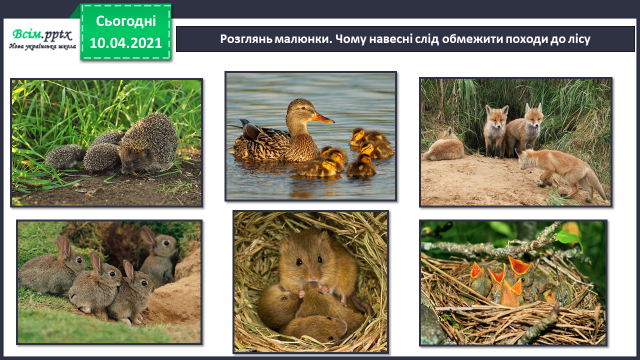 Всім.pptx
Нова українська школа
Сьогодні
10.04.2021
Розглянь малюнки. Чому навесні слід обмежити походи до лісу